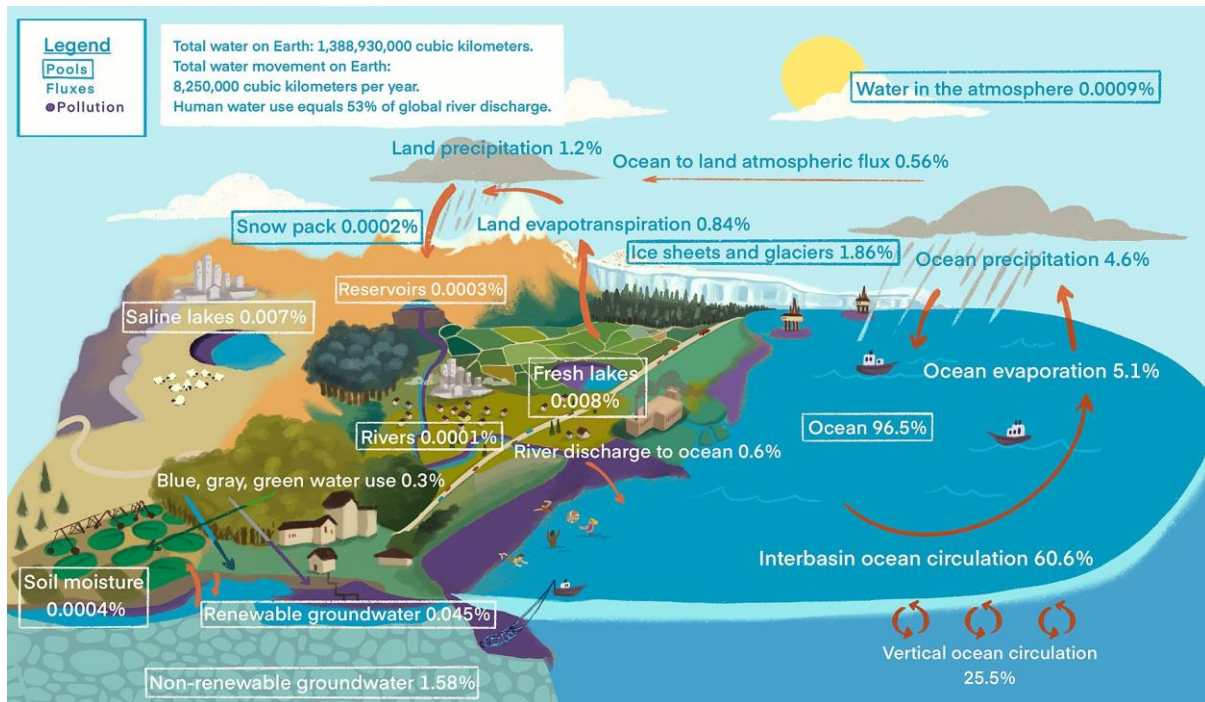 Legend
Pools
Fluxes
Pollution
Total water on Earth: 1,388,930,000 cubic kilometers.
Total water movement on Earth:
8,250,000 cubic kilometers per year.
Human water use equals 53% of global river discharge.
Water in the atmosphere 0.0009%
Land precipitation 1.2%
Ocean to land atmospheric flux 0.56%
Snow pack 0.0002%
Land evapotranspiration 0.84%
Ice sheets and glaciers 1.86%
Ocean precipitation 4.6%
Reservoirs 0.0003%
Saline lakes 0.007%
Fresh lakes
0.008%
Ocean evaporation 5.1%
Ocean 96.5%
Rivers 0.0001%
River discharge to ocean 0.6%
Blue, gray, green water use 0.3%
Interbasin ocean circulation 60.6%
Soil moisture
0.0004%
Renewable groundwater 0.045%
Vertical ocean circulation
25.5%
Non-renewable groundwater 1.58%